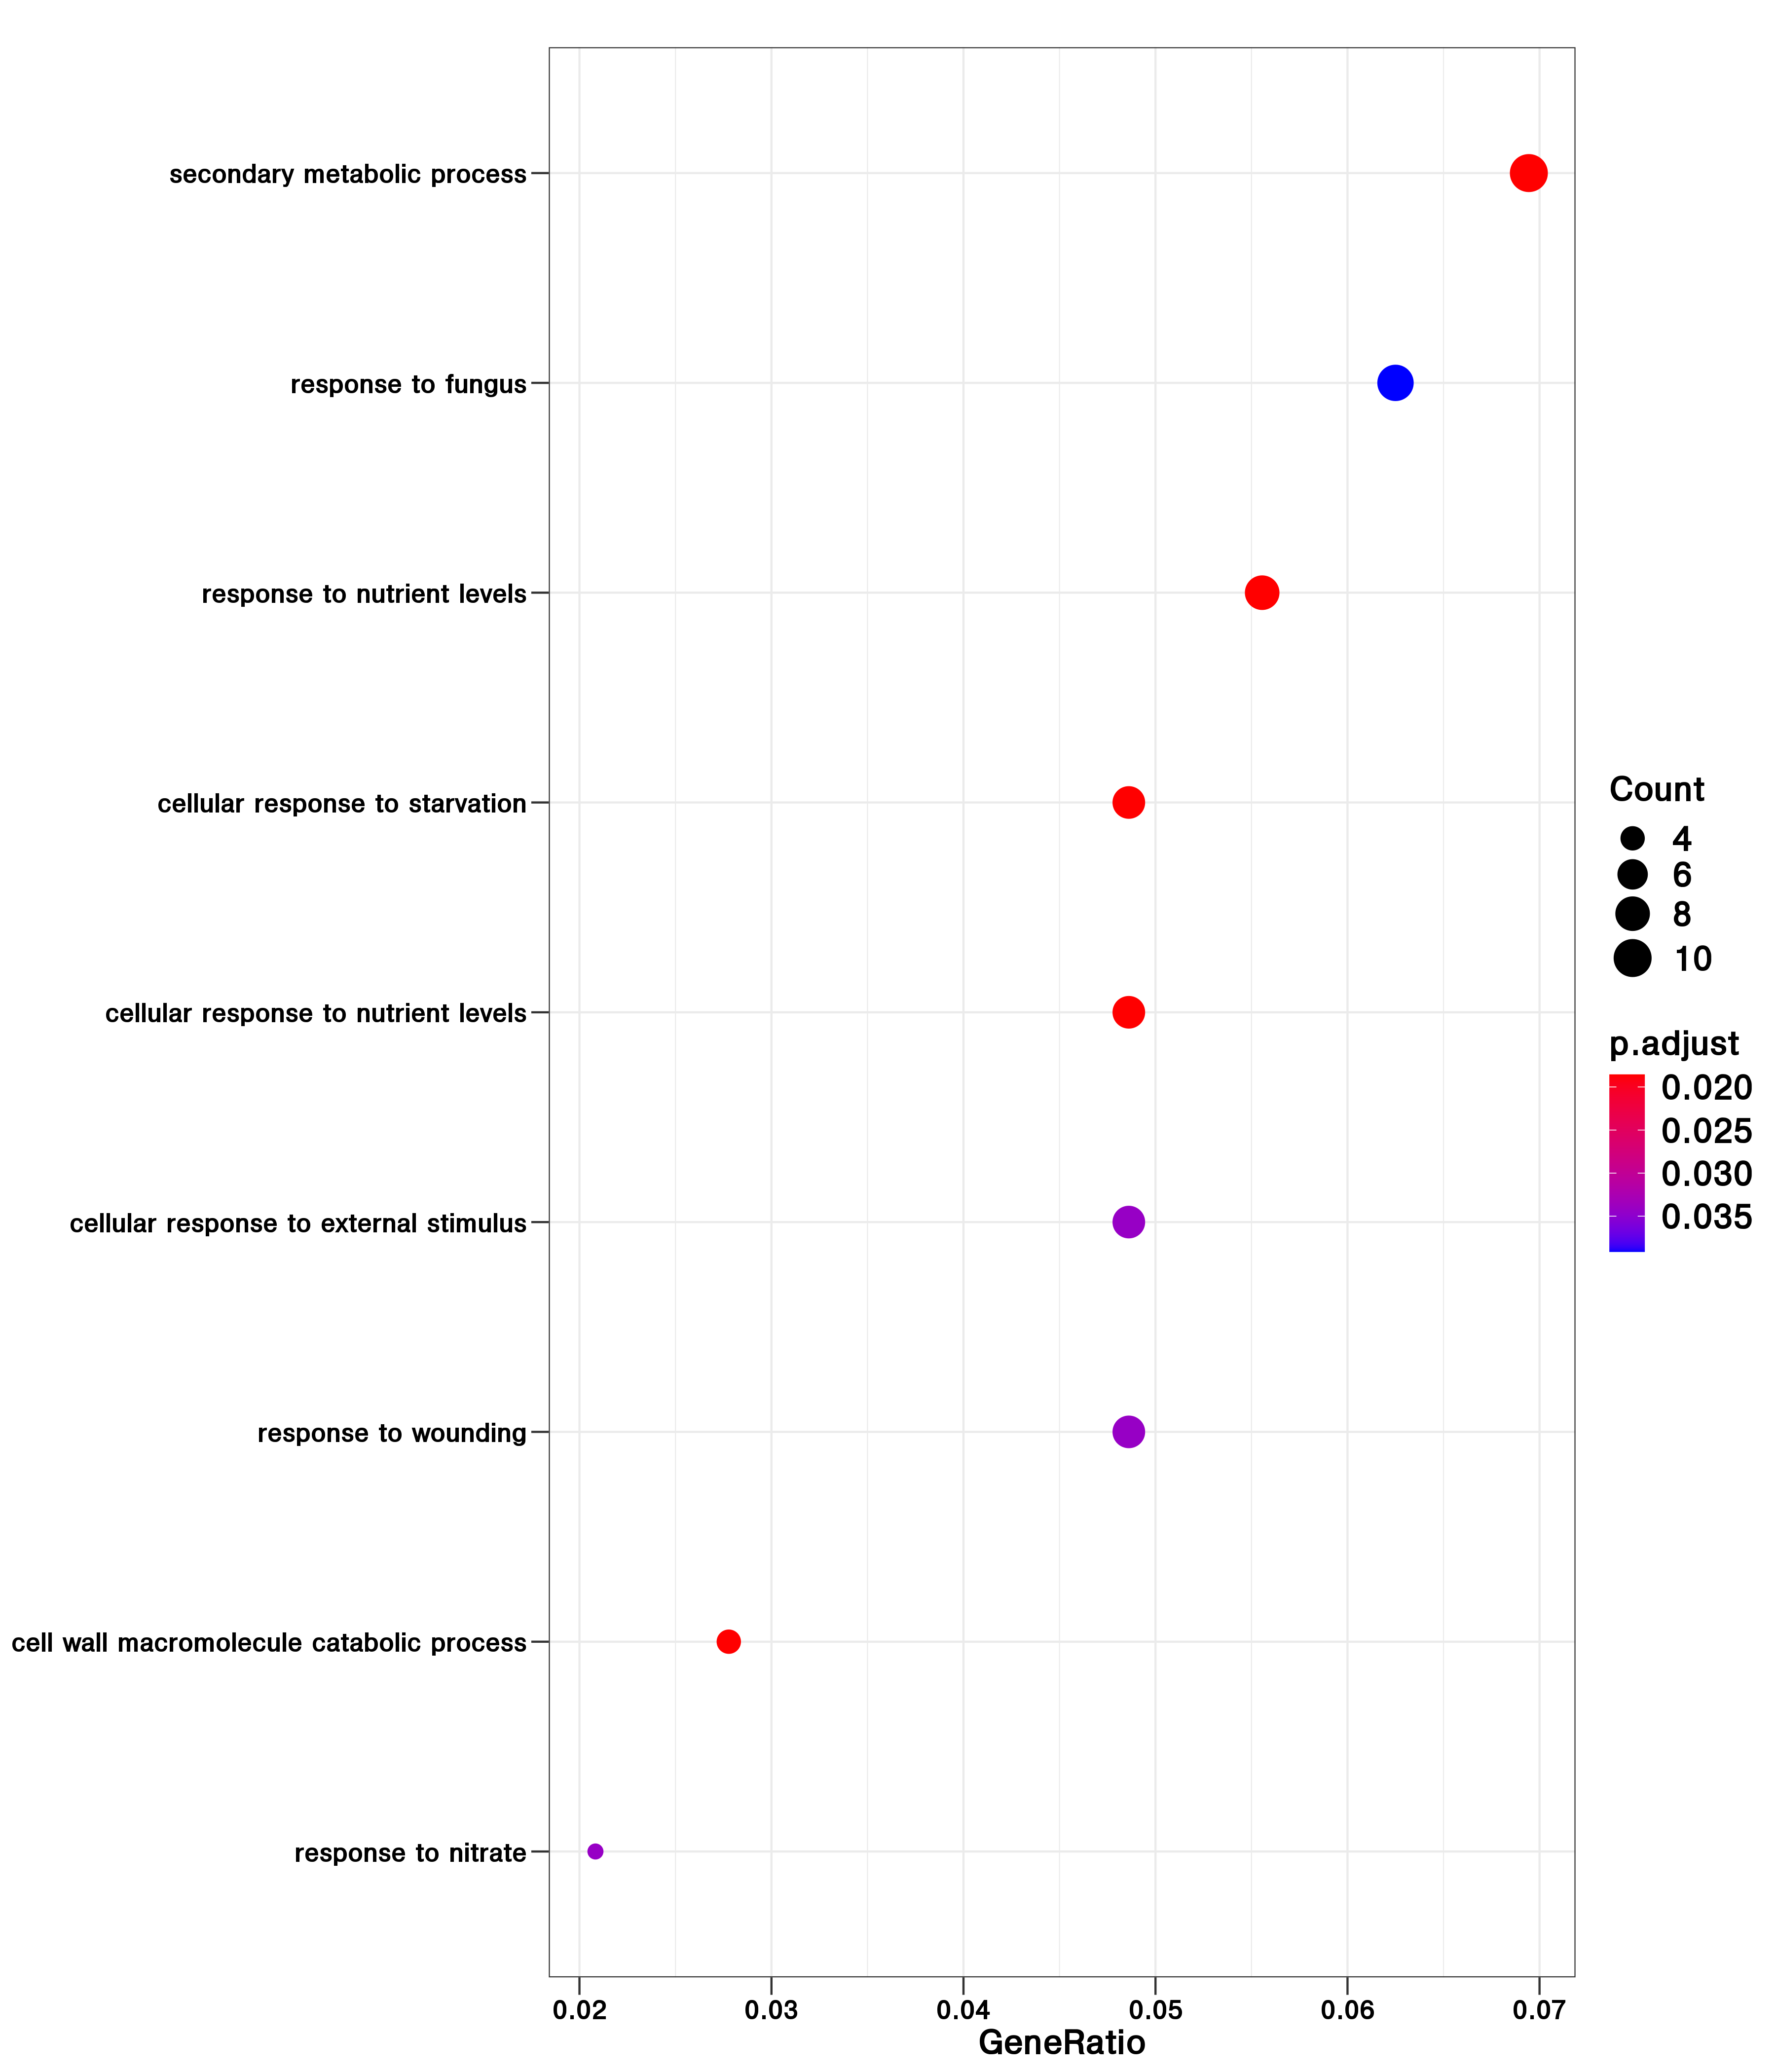 secondary metabolic process
response to fungus
response to nutrient levels
cellular response to starvation
cellular response to nutrient levels
cellular response to external stimulus
response to wounding
cell wall macromolecule catabolic process
response to nitrate
0.02 0.03 0.04 0.05 0.06 0.07
GeneRatio
Count
4
6
8
10
p.adjust
0.020
0.025
0.030
0.035